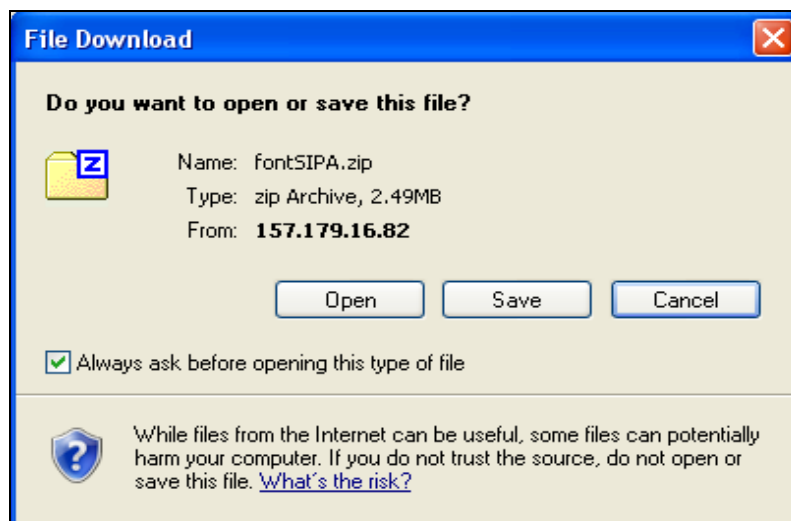 File Download
Do you want to open or save this file?
Z
Name: fontSIPA.zip
Type: zip Archive, 2.49MB
From: 157.179.16.82
Open Save Cancel
Always ask before opening this type of file
While files from the Internet can be useful, some files can potentially
harm your computer. If you do not trust the source, do not open or
save this file. What's the risk?